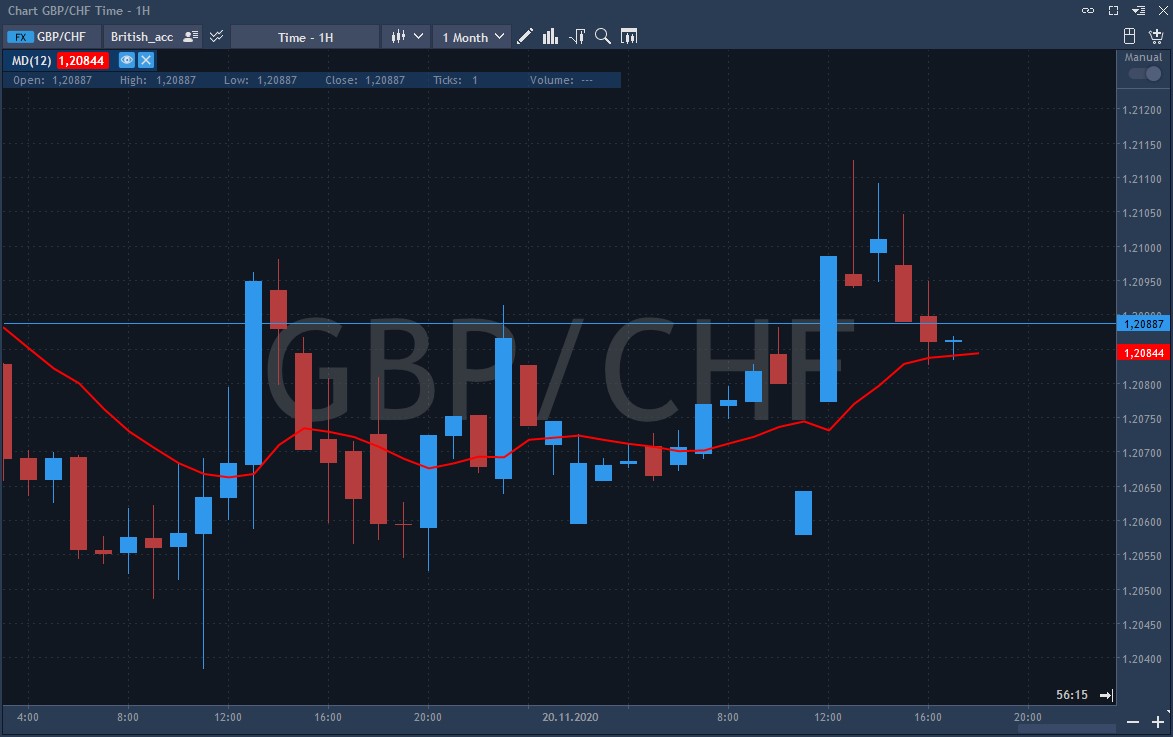 Chart GBP/CHF Time - 1H
FX GBP/CHF British_acc Time - 1H 1 Month
MD(12) 1,20844
Manual
Open: 1,20887 High: 1,20887 Low: 1,20887 Close: 1,20887 Ticks: 1 Volume: ---
GBP/CHF
1.21200
1.21150
1.21100
1.21050
1.21000
1.20950
1,20887
1,20844
1.20800
1.20750
1.20700
1.20650
1.20600
1.20550
1.20500
1.20450
1.20400
56:15
4:00 8:00 12:00 16:00 20:00 20.11.2020 8:00 12:00 16:00 20:00